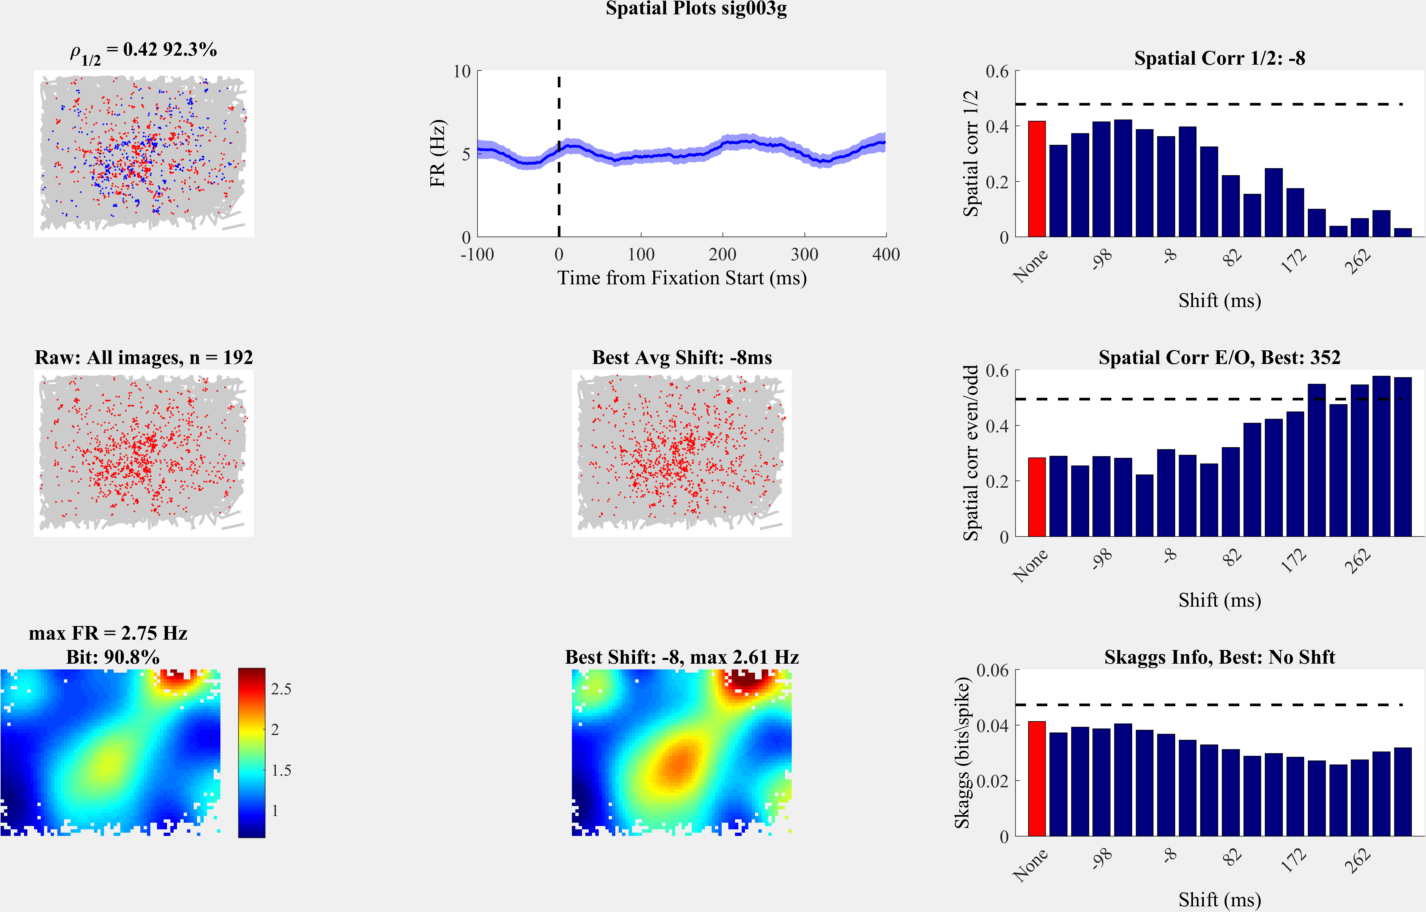 Spatial Plots sig003g
ρ1/2 = 0.42 92.3%
10
5
0
FR (Hz)
-100 0 100 200 300 400
Time from Fixation Start (ms)
Spatial Corr 1/2: -8
0.6
0.4
0.2
0
Spatial corr 1/2
None -98 -8 82 172 262
Shift (ms)
Raw: All images, n = 192
Best Avg Shift: -8ms
Spatial Corr E/O, Best: 352
0.6
0.4
0.2
0
Spatial corr even/odd
None -98 -8 82 172 262
Shift (ms)
max FR = 2.75 Hz
Bit: 90.8%
2.5
2
1.5
1
Best Shift: -8, max 2.61 Hz
Skaggs Info, Best: No Shft
0.06
0.04
0.02
0
Skaggs (bits\spike)
None -98 -8 82 172 262
Shift (ms)